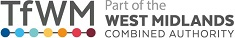 TfWM
Part of the
WEST MIDLANDS
COMBINED AUTHORITY